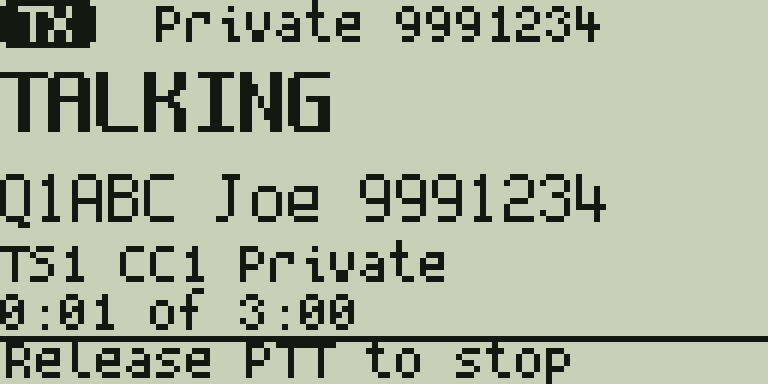 TX Private 9991234
TALKING
Q1ABC Joe 9991234
TS1 CC1 Private
0:01 of 3:00
Release PTT to stop